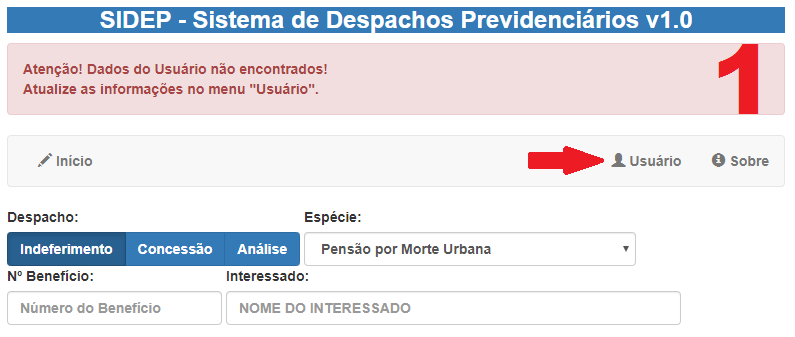 SIDEP - Sistema de Despachos Previdenciários v1.0
Atenção! Dados do Usuário não encontrados!
Atualize as informações no menu "Usuário".
1
Início Usuário Sobre
Despacho: Espécie:
Indeferimento Concessão Análise Pensão por Morte Urbana
Nº Benefício: Interessado:
Número do Benefício NOME DO INTERESSADO